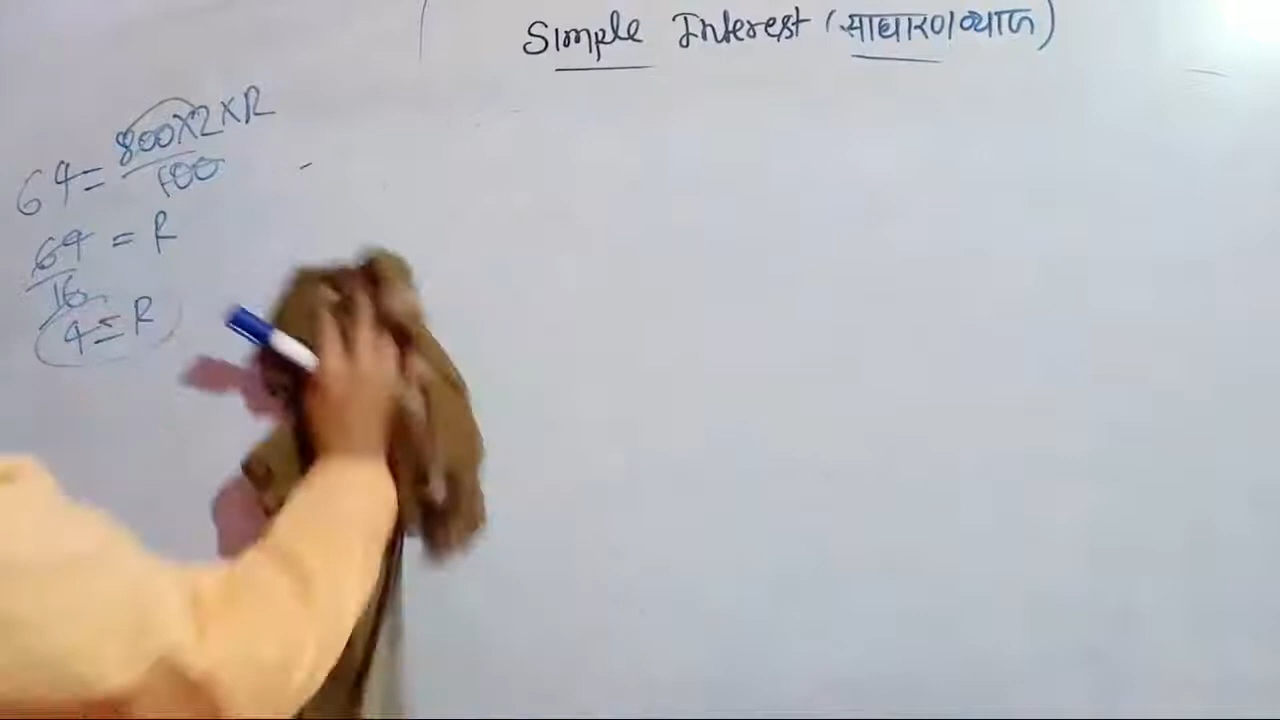 Simple Interest (साधारण ब्याज)
64 = 800×2×R
100
64 = R
16
4 = R